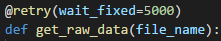 @retry(wait_fixed=5000)
def get_raw_data(file_name):